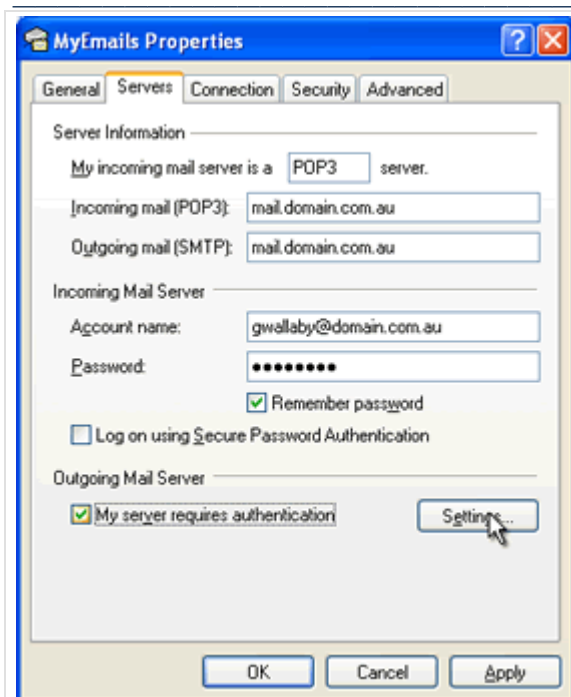 MyEmails Properties
General Servers Connection Security Advanced
Server Information
My incoming mail server is a POP3 server.
Incoming mail (POP3): mail.domain.com.au
Outgoing mail (SMTP): mail.domain.com.au
Incoming Mail Server
Account name: gwallaby@domain.com.au
Password: ●●●●●●●●
Remember password
Log on using Secure Password Authentication
Outgoing Mail Server
My server requires authentication Settings...
OK Cancel Apply